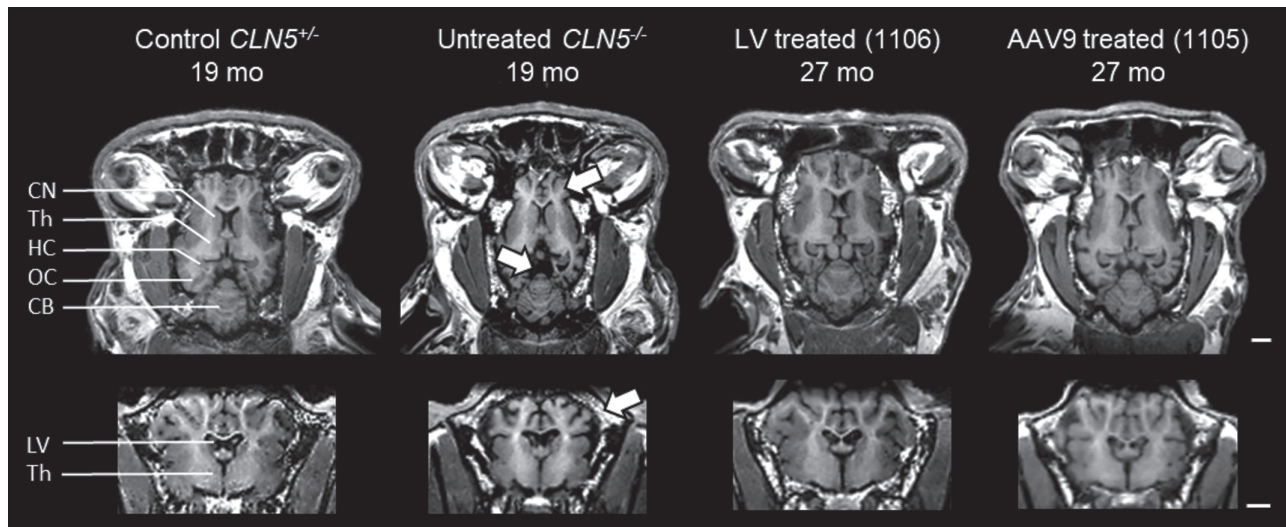 Control CLN5+/-
19 mo
Untreated CLN5-/-
19 mo
LV treated (1106)
27 mo
AAV9 treated (1105)
27 mo
CN
Th
HC
OC
CB
LV
Th